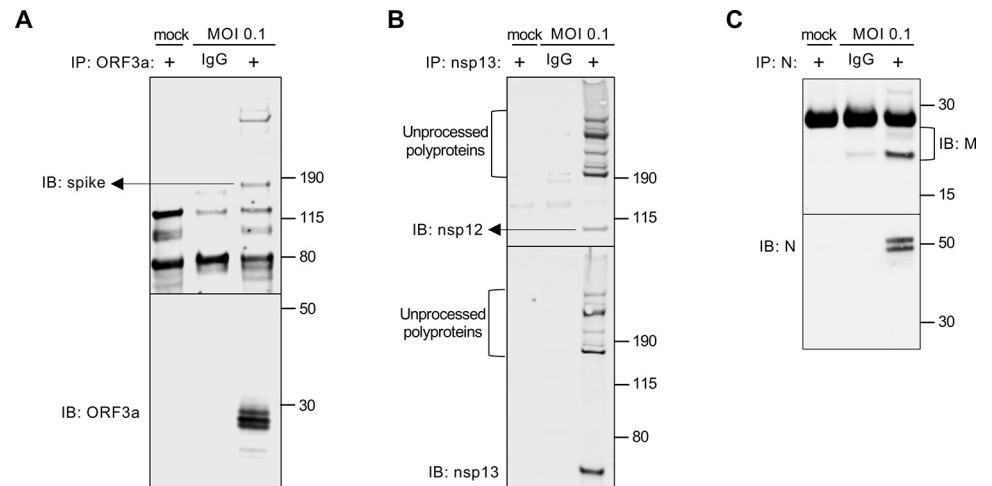 A
mock MOI 0.1
IP: ORF3a: + IgG +
IB: spike
190
115
80
50
30
IB: ORF3a
B
mock MOI 0.1
IP: nsp13: + IgG +
Unprocessed
polyproteins
190
115
IB: nsp12
Unprocessed
polyproteins
190
115
80
IB: nsp13
C
mock MOI 0.1
IP: N: + IgG +
30
IB: M
15
IB: N
50
30